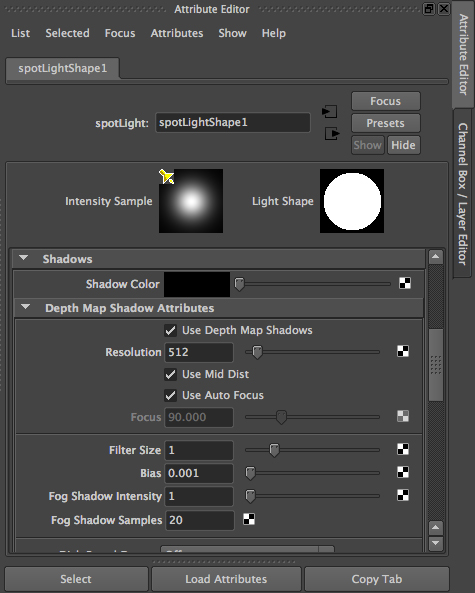 Attribute Editor
List Selected Focus Attributes Show Help
spotLightShape1
Focus
spotLight: spotLightShape1
Presets
Show Hide
Intensity Sample
Light Shape
Shadows
Shadow Color
Depth Map Shadow Attributes
Use Depth Map Shadows
Resolution 512
Use Mid Dist
Use Auto Focus
Focus 90.000
Filter Size 1
Bias 0.001
Fog Shadow Intensity 1
Fog Shadow Samples 20
Select Load Attributes Copy Tab
Attribute Editor
Channel Box / Layer Editor